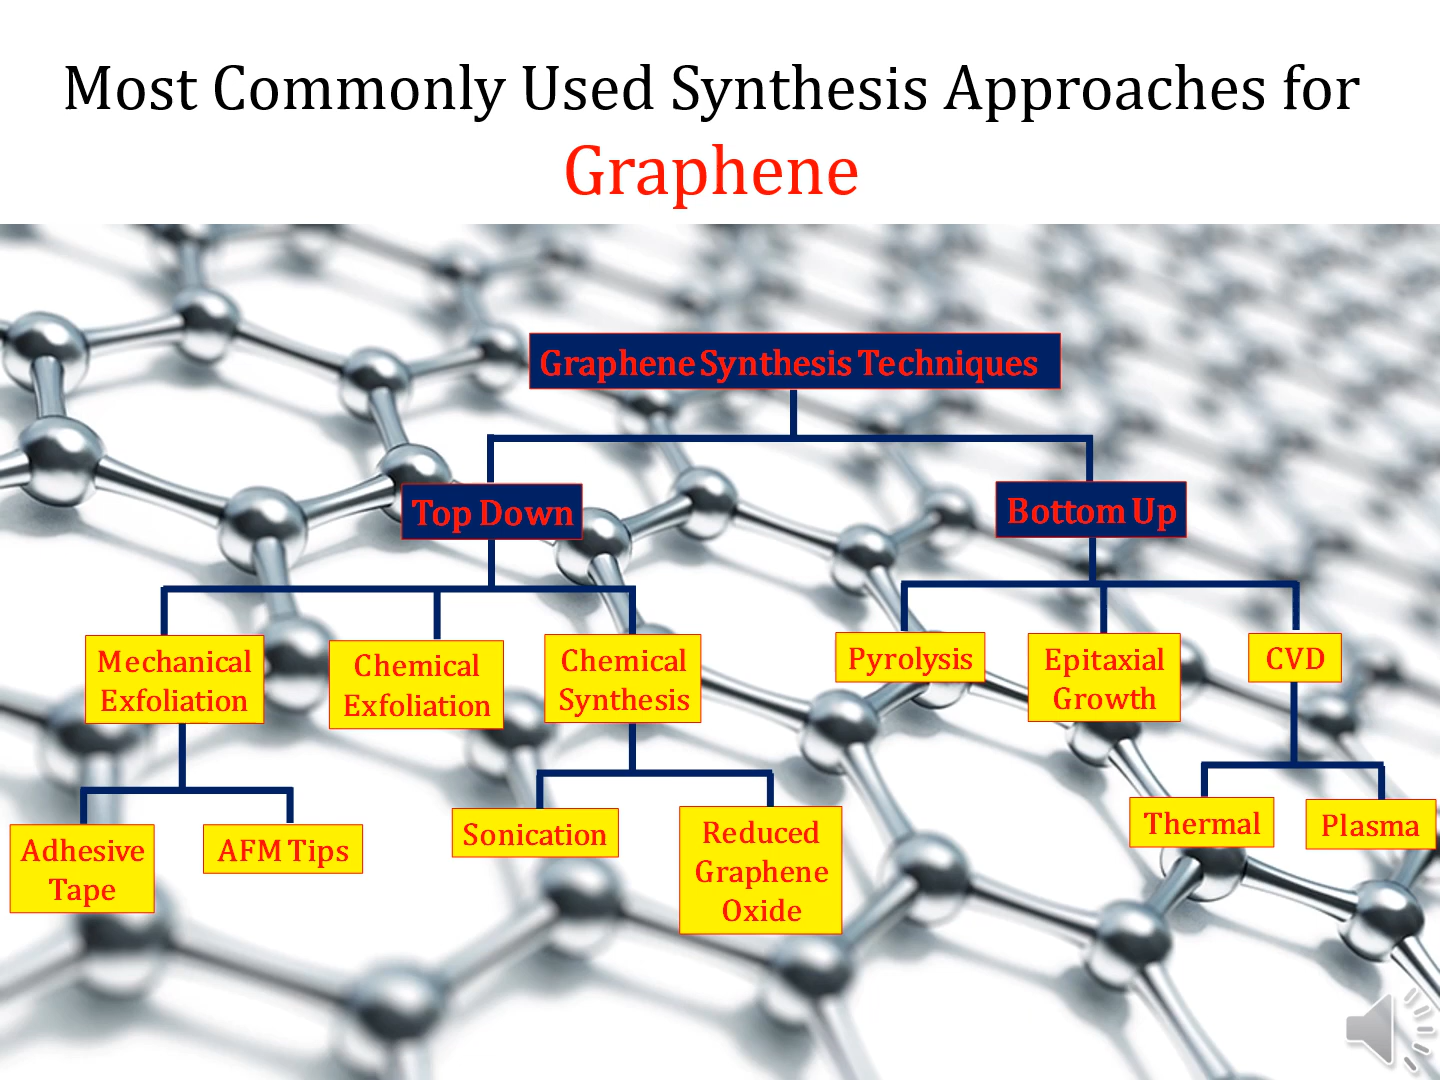 Most Commonly Used Synthesis Approaches for
Graphene
Graphene Synthesis Techniques
Top Down
Bottom Up
Mechanical
Exfoliation
Chemical
Exfoliation
Chemical
Synthesis
Pyrolysis
Epitaxial
Growth
CVD
Adhesive
Tape
AFM Tips
Sonication
Reduced
Graphene
Oxide
Thermal
Plasma